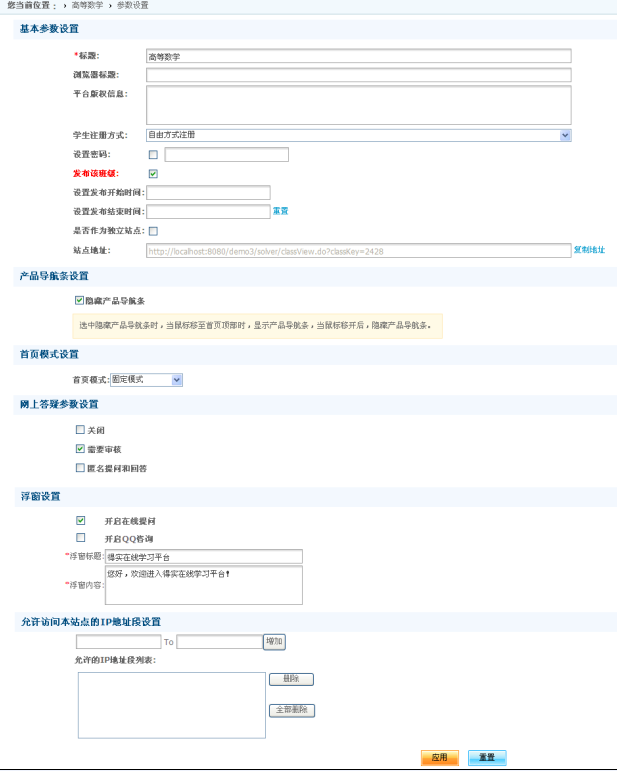 您当前位置： › 高等数学 › 参数设置
基本参数设置
*标题: 高等数学
浏览器标题:
平台版权信息:
学生注册方式: 自由方式注册
设置密码:
发布该班级:
设置发布开始时间:
设置发布结束时间: 重置
是否作为独立站点:
站点地址: http://localhost:8080/demo3/solver/classView.do?classKey=2428 复制地址
产品导航条设置
隐藏产品导航条
选中隐藏产品导航条时，当鼠标移至首页顶部时，显示产品导航条，当鼠标移开后，隐藏产品导航条。
首页模式设置
首页模式: 固定模式
网上答疑参数设置
关闭
需要审核
匿名提问和回答
浮窗设置
开启在线提问
开启QQ咨询
*浮窗标题: 得实在线学习平台
*浮窗内容: 您好，欢迎进入得实在线学习平台！
允许访问本站点的IP地址段设置
To 增加
允许的IP地址段列表:
删除
全部删除
应用 重置